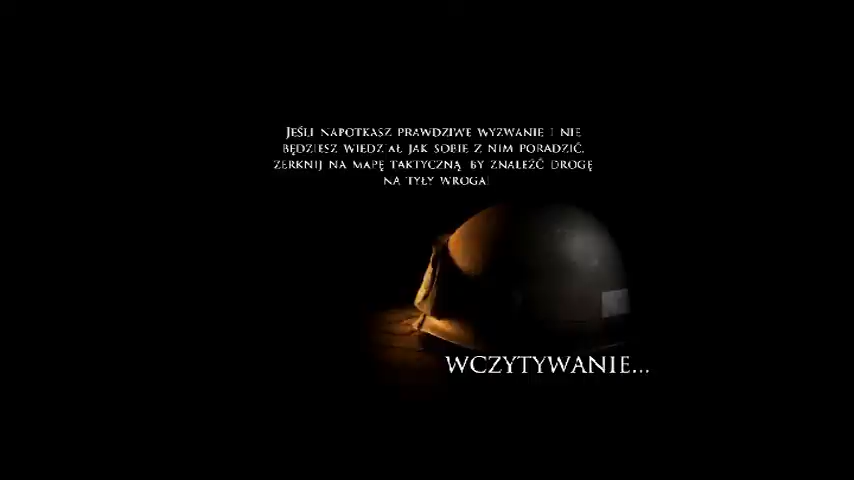 JEŚLI NAPOTKASZ PRAWDZIWE WYZWANIE I NIE
BĘDZIESZ WIEDZIAŁ JAK SOBIE Z NIM PORADZIĆ,
ZERKNIJ NA MAPĘ TAKTYCZNĄ, BY ZNALEŹĆ DROGĘ
NA TYŁY WROGA!
WCZYTYWANIE...